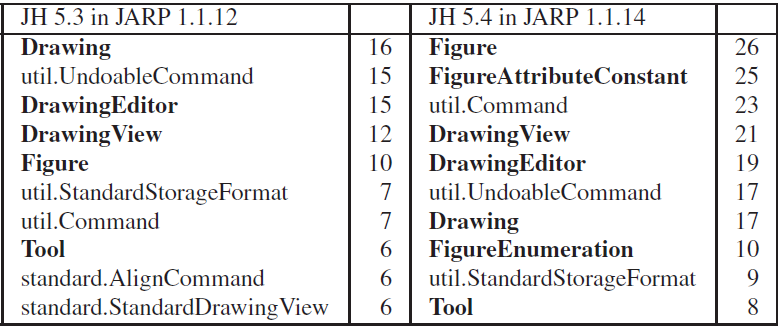 JH 5.3 in JARP 1.1.12 JH 5.4 in JARP 1.1.14
Drawing 16 Figure 26
util.UndoableCommand 15 FigureAttributeConstant 25
DrawingEditor 15 util.Command 23
DrawingView 12 DrawingView 21
Figure 10 DrawingEditor 19
util.StandardStorageFormat 7 util.UndoableCommand 17
util.Command 7 Drawing 17
Tool 6 FigureEnumeration 10
standard.AlignCommand 6 util.StandardStorageFormat 9
standard.StandardDrawingView 6 Tool 8